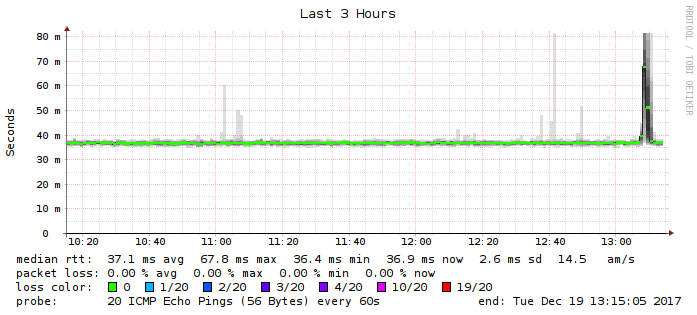 Last 3 Hours
RRDTOOL / TOBI OETIKER
Seconds
80 m
70 m
60 m
50 m
40 m
30 m
20 m
10 m
0
10:20 10:40 11:00 11:20 11:40 12:00 12:20 12:40 13:00
median rtt: 37.1 ms avg 67.8 ms max 36.4 ms min 36.9 ms now 2.6 ms sd 14.5 am/s
packet loss: 0.00 % avg 0.00 % max 0.00 % min 0.00 % now
loss color: 0 1/20 2/20 3/20 4/20 10/20 19/20
probe: 20 ICMP Echo Pings (56 Bytes) every 60s end: Tue Dec 19 13:15:05 2017